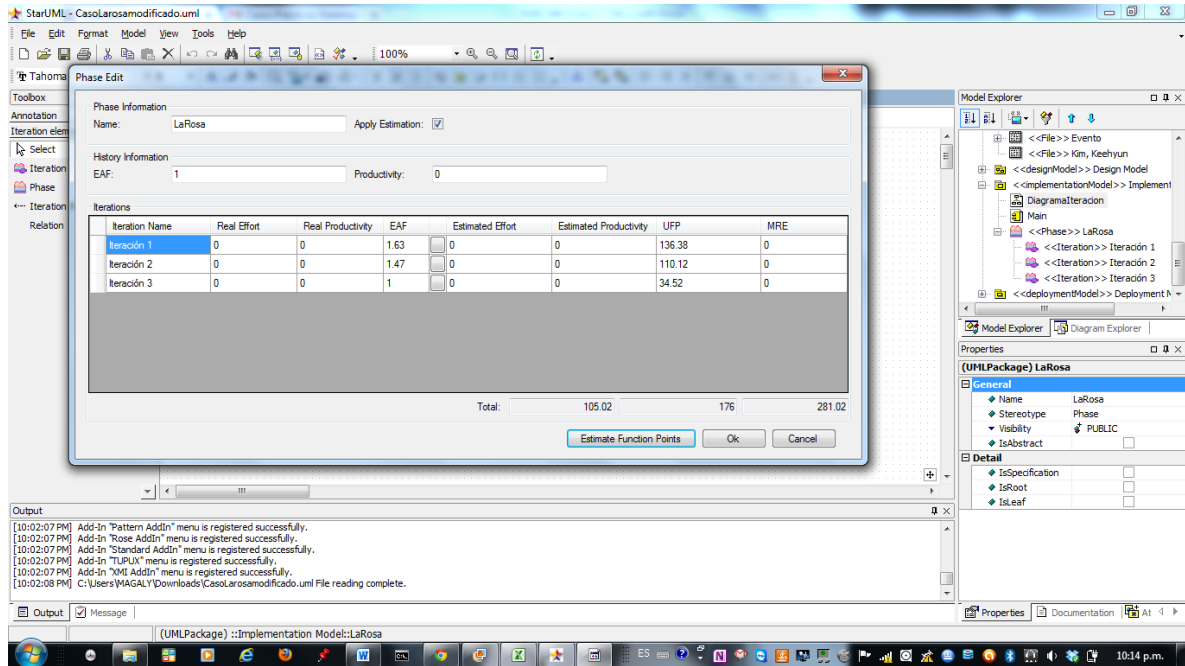 StarUML - CasoLarosamodificado.uml
File Edit Format Model View Tools Help
100%
Tahoma
Phase Edit
Toolbox
Annotation
Iteration elem
Select
Iteration
Phase
Iteration
Relation
Phase Information
Name: LaRosa Apply Estimation:
History Information
EAF: 1 Productivity: 0
Iterations
Iteration Name Real Effort Real Productivity EAF Estimated Effort Estimated Productivity UFP MRE
Iteración 1 0 0 1.63 0 0 136.38 0
Iteración 2 0 0 1.47 0 0 110.12 0
Iteración 3 0 0 1 0 0 34.52 0
Total: 105.02 176 281.02
Estimate Function Points Ok Cancel
Model Explorer
<<File>> Evento
<<File>> Kim, Keehyun
<<designModel>> Design Model
<<implementationModel>> Implement
DiagramaIteracion
Main
<<Phase>> LaRosa
<<Iteration>> Iteración 1
<<Iteration>> Iteración 2
<<Iteration>> Iteración 3
<<deploymentModel>> Deployment M
Model Explorer Diagram Explorer
Properties
(UMLPackage) LaRosa
General
Name LaRosa
Stereotype Phase
Visibility PUBLIC
IsAbstract
Detail
IsSpecification
IsRoot
IsLeaf
Output
[10:02:07 PM] Add-In "Pattern AddIn" menu is registered successfully.
[10:02:07 PM] Add-In "Rose AddIn" menu is registered successfully.
[10:02:07 PM] Add-In "Standard AddIn" menu is registered successfully.
[10:02:07 PM] Add-In "TUPUX" menu is registered successfully.
[10:02:07 PM] Add-In "XMI AddIn" menu is registered successfully.
[10:02:08 PM] C:\Users\MAGALY\Downloads\CasoLarosamodificado.uml File reading complete.
Output Message
Properties Documentation At
(UMLPackage) ::Implementation Model::LaRosa
ES 10:14 p.m.